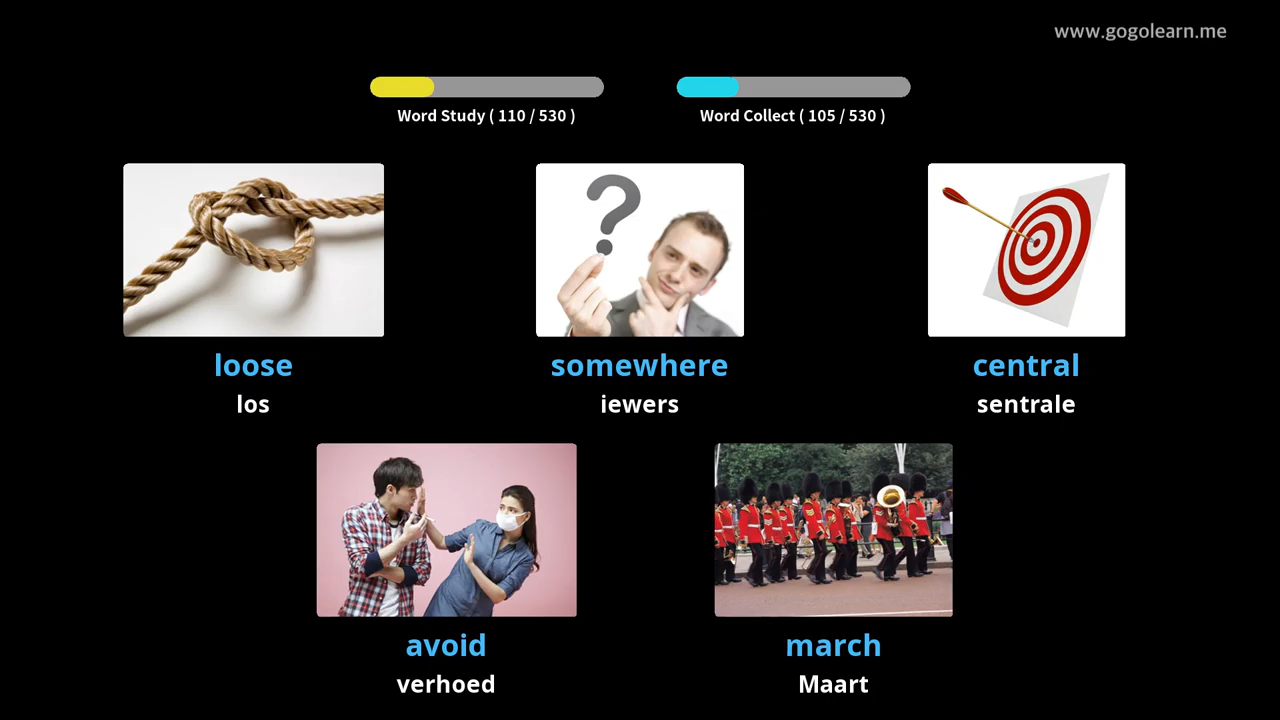 www.gogolearn.me
Word Study ( 110 / 530 )
Word Collect ( 105 / 530 )
loose
los
somewhere
iewers
central
sentrale
avoid
verhoed
march
Maart